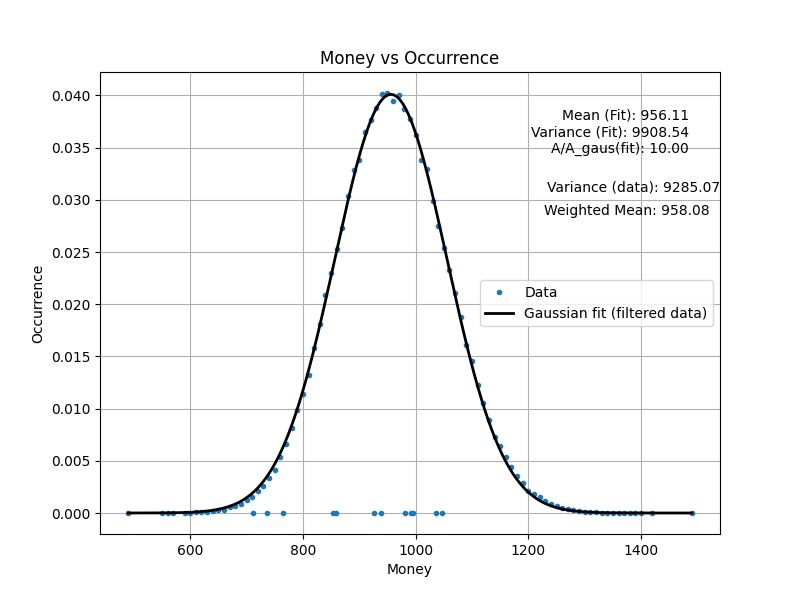 Money vs Occurrence
Mean (Fit): 956.11
Variance (Fit): 9908.54
A/A_gaus(fit): 10.00
Variance (data): 9285.07
Weighted Mean: 958.08
Data
Gaussian fit (filtered data)
Occurrence
0.040
0.035
0.030
0.025
0.020
0.015
0.010
0.005
0.000
600 800 1000 1200 1400
Money